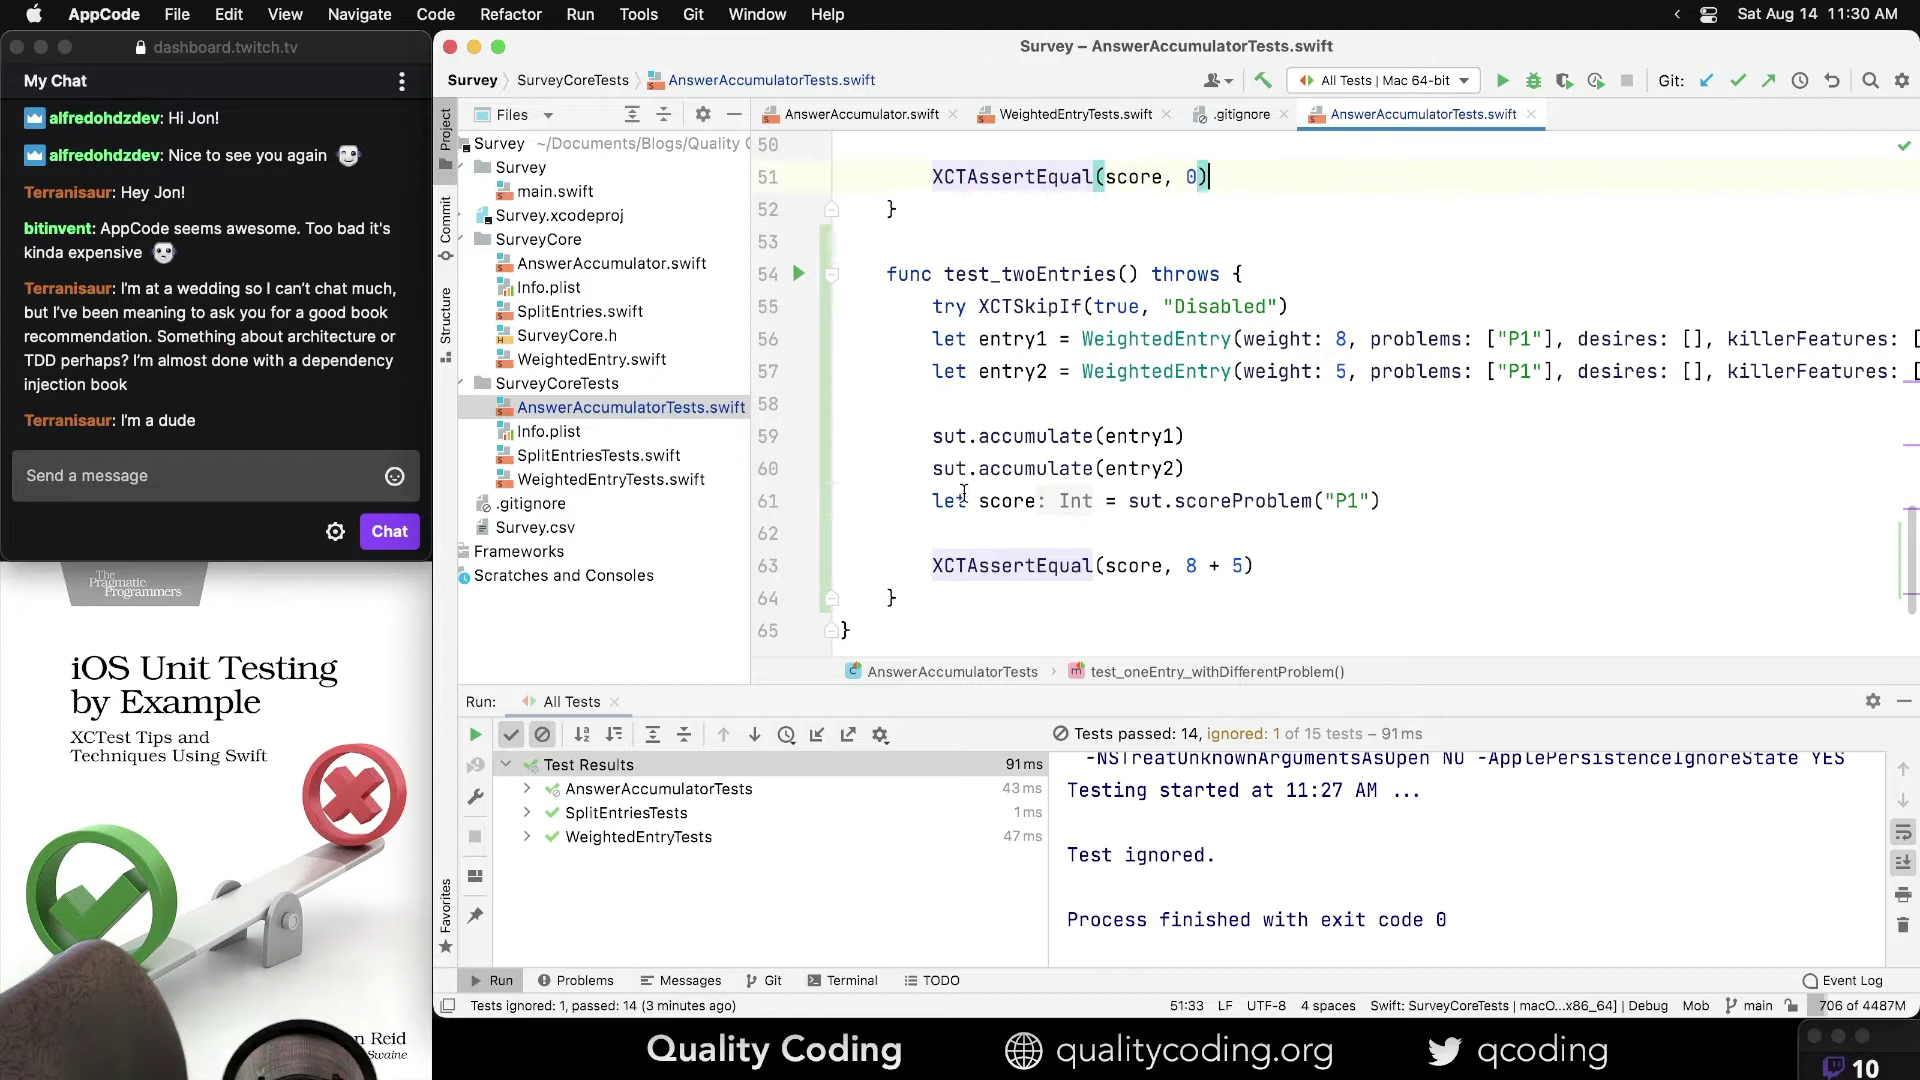 AppCode File Edit View Navigate Code Refactor Run Tools Git Window Help
Sat Aug 14 11:30 AM
dashboard.twitch.tv
My Chat
alfredohdzdev: Hi Jon!
alfredohdzdev: Nice to see you again
Terranisaur: Hey Jon!
bitinvent: AppCode seems awesome. Too bad it's
kinda expensive
Terranisaur: I'm at a wedding so I can't chat much,
but I've been meaning to ask you for a good book
recommendation. Something about architecture or
TDD perhaps? I'm almost done with a dependency
injection book
Terranisaur: I'm a dude
Send a message
Chat
The
Pragmatic
Programmers
iOS Unit Testing
by Example
XCTest Tips and
Techniques Using Swift
n Reid
Swaine
Survey – AnswerAccumulatorTests.swift
Survey SurveyCoreTests AnswerAccumulatorTests.swift
All Tests | Mac 64-bit
Git:
Project
Commit
Structure
Favorites
Files
Survey ~/Documents/Blogs/Quality C
Survey
main.swift
Survey.xcodeproj
SurveyCore
AnswerAccumulator.swift
Info.plist
SplitEntries.swift
SurveyCore.h
WeightedEntry.swift
SurveyCoreTests
AnswerAccumulatorTests.swift
Info.plist
SplitEntriesTests.swift
WeightedEntryTests.swift
.gitignore
Survey.csv
Frameworks
Scratches and Consoles
AnswerAccumulator.swift WeightedEntryTests.swift .gitignore AnswerAccumulatorTests.swift
50
51 XCTAssertEqual(score, 0)
52 }
53
54 func test_twoEntries() throws {
55 try XCTSkipIf(true, "Disabled")
56 let entry1 = WeightedEntry(weight: 8, problems: ["P1"], desires: [], killerFeatures: [
57 let entry2 = WeightedEntry(weight: 5, problems: ["P1"], desires: [], killerFeatures: [
58
59 sut.accumulate(entry1)
60 sut.accumulate(entry2)
61 let score: Int = sut.scoreProblem("P1")
62
63 XCTAssertEqual(score, 8 + 5)
64 }
65 }
AnswerAccumulatorTests test_oneEntry_withDifferentProblem()
Run: All Tests
Tests passed: 14, ignored: 1 of 15 tests – 91 ms
Test Results 91 ms
AnswerAccumulatorTests 43 ms
SplitEntriesTests 1 ms
WeightedEntryTests 47 ms
-NSTreatUnknownArgumentsAsOpen NO -ApplePersistenceIgnoreState YES
Testing started at 11:27 AM ...
Test ignored.
Process finished with exit code 0
Run Problems Messages Git Terminal TODO
Event Log
Tests ignored: 1, passed: 14 (3 minutes ago)
51:33 LF UTF-8 4 spaces Swift: SurveyCoreTests | macO...x86_64] | Debug Mob main 706 of 4487M
Quality Coding qualitycoding.org qcoding
10